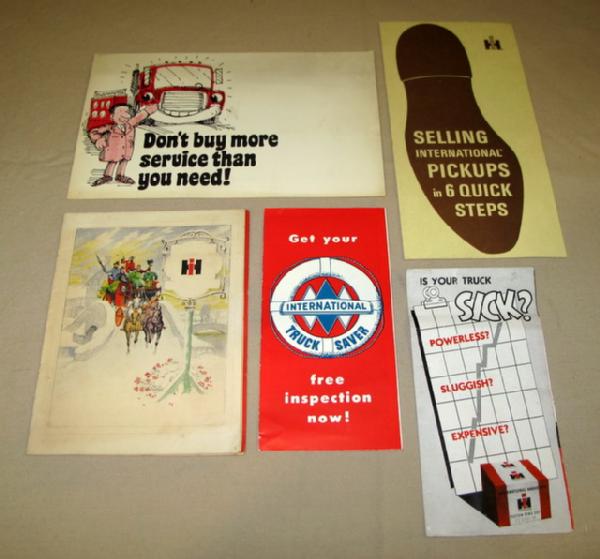 Don't buy more
service than
you need!
SELLING
INTERNATIONAL
PICKUPS
in 6 QUICK
STEPS
IH
Get your
INTERNATIONAL
TRUCK SAVER
free
inspection
now!
IS YOUR TRUCK
SICK?
POWERLESS?
SLUGGISH?
EXPENSIVE?